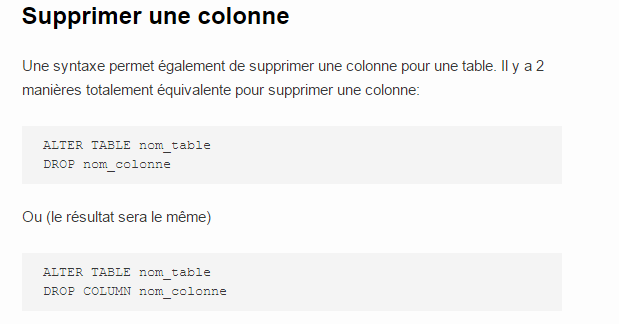 Supprimer une colonne
Une syntaxe permet également de supprimer une colonne pour une table. Il y a 2
manières totalement équivalente pour supprimer une colonne:
ALTER TABLE nom_table
DROP nom_colonne
Ou (le résultat sera le même)
ALTER TABLE nom_table
DROP COLUMN nom_colonne